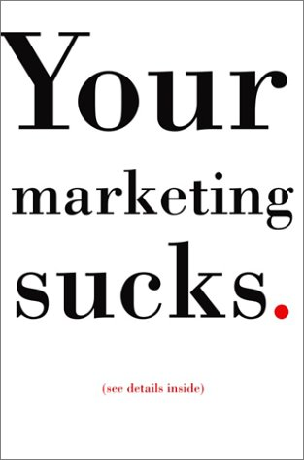 Your
marketing
sucks.
(see details inside)